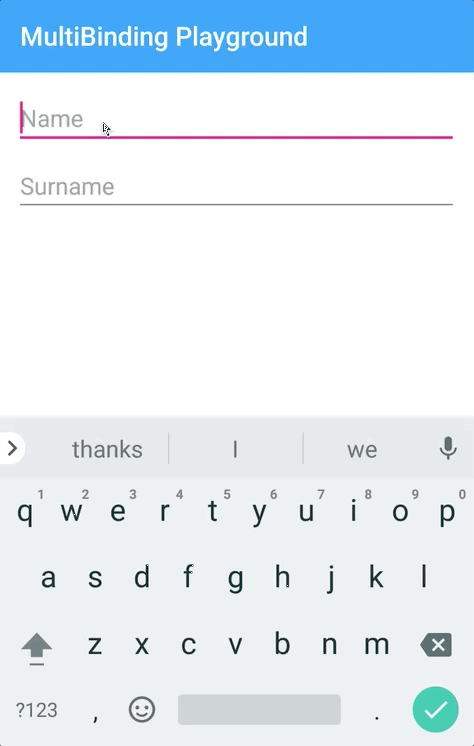 MultiBinding Playground
Name
Surname
thanks I we
1 2 3 4 5 6 7 8 9 0
q w e r t y u i o p
a s d f g h j k l
z x c v b n m
?123 , .